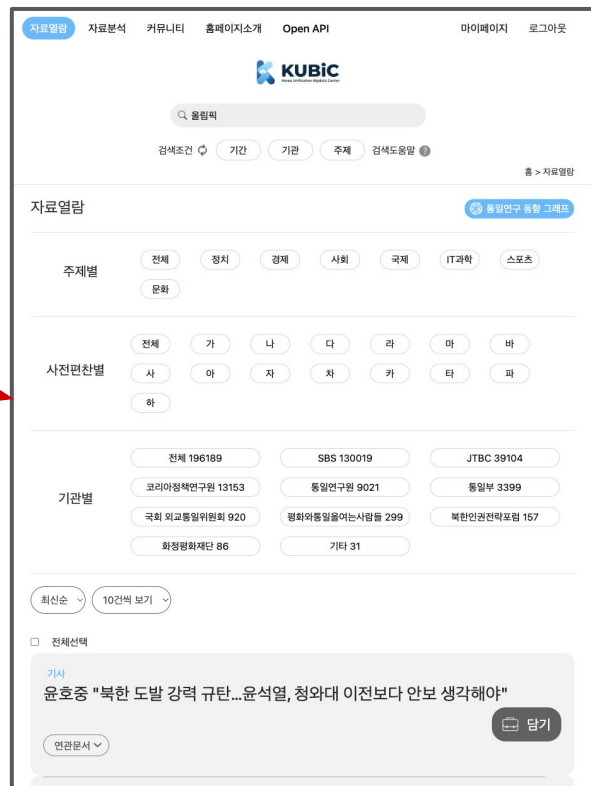 자료열람 자료분석 커뮤니티 홈페이지소개 Open API 마이페이지 로그아웃
KUBiC
Korea Unification Bigdata Center
올림픽
검색조건 기간 기관 주제 검색도움말 ?
홈 > 자료열람
자료열람 통일연구 동향 그래프
주제별
전체 정치 경제 사회 국제 IT과학 스포츠
문화
사전편찬별
전체 가 나 다 라 마 바
사 아 자 차 카 타 파
하
기관별
전체 196189 SBS 130019 JTBC 39104
코리아정책연구원 13153 통일연구원 9021 통일부 3399
국회 외교통일위원회 920 평화와통일을여는사람들 299 북한인권전략포럼 157
화정평화재단 86 기타 31
최신순 10건씩 보기
전체선택
기사
윤호중 "북한 도발 강력 규탄...윤석열, 청와대 이전보다 안보 생각해야"
담기
연관문서